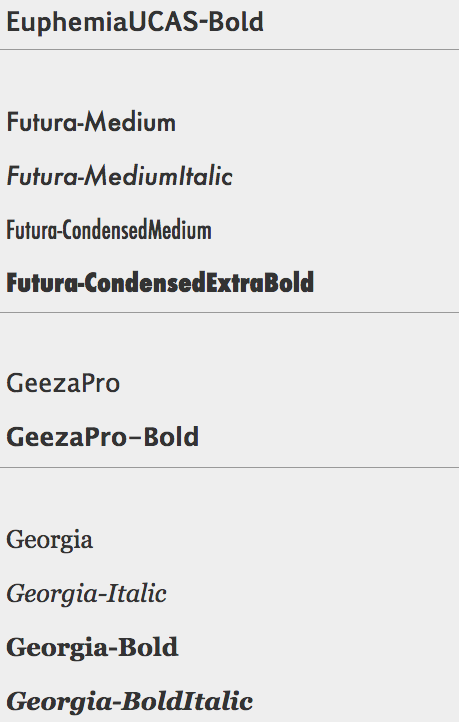 EuphemiaUCAS-Bold
Futura-Medium
Futura-MediumItalic
Futura-CondensedMedium
Futura-CondensedExtraBold
GeezaPro
GeezaPro-Bold
Georgia
Georgia-Italic
Georgia-Bold
Georgia-BoldItalic